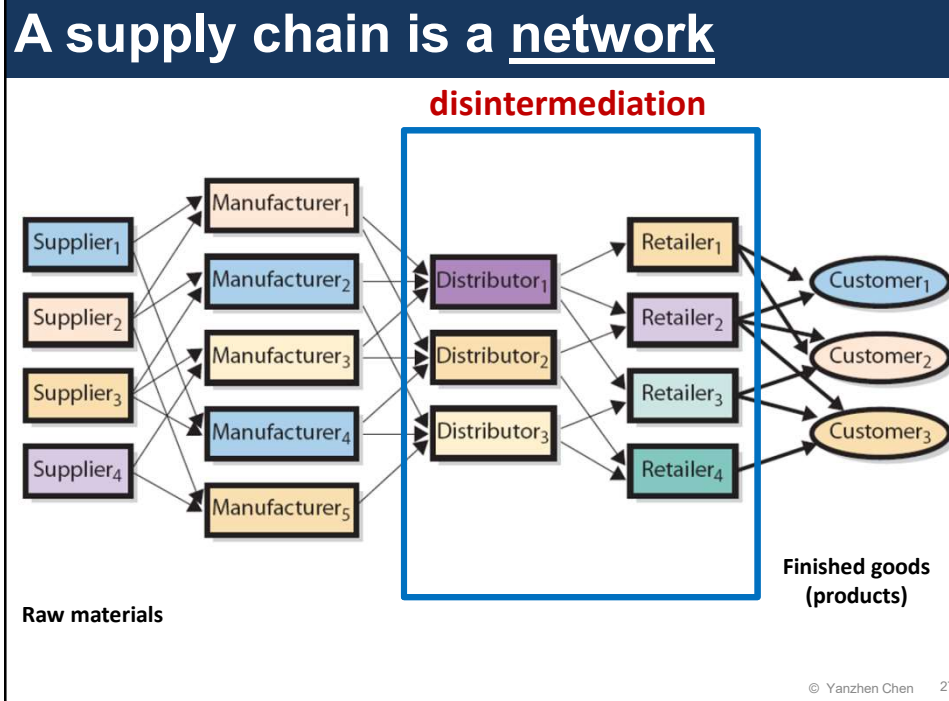 A supply chain is a network
disintermediation
Supplier₁
Supplier₂
Supplier₃
Supplier₄
Manufacturer₁
Manufacturer₂
Manufacturer₃
Manufacturer₄
Manufacturer₅
Distributor₁
Distributor₂
Distributor₃
Retailer₁
Retailer₂
Retailer₃
Retailer₄
Customer₁
Customer₂
Customer₃
Raw materials
Finished goods
(products)
© Yanzhen Chen